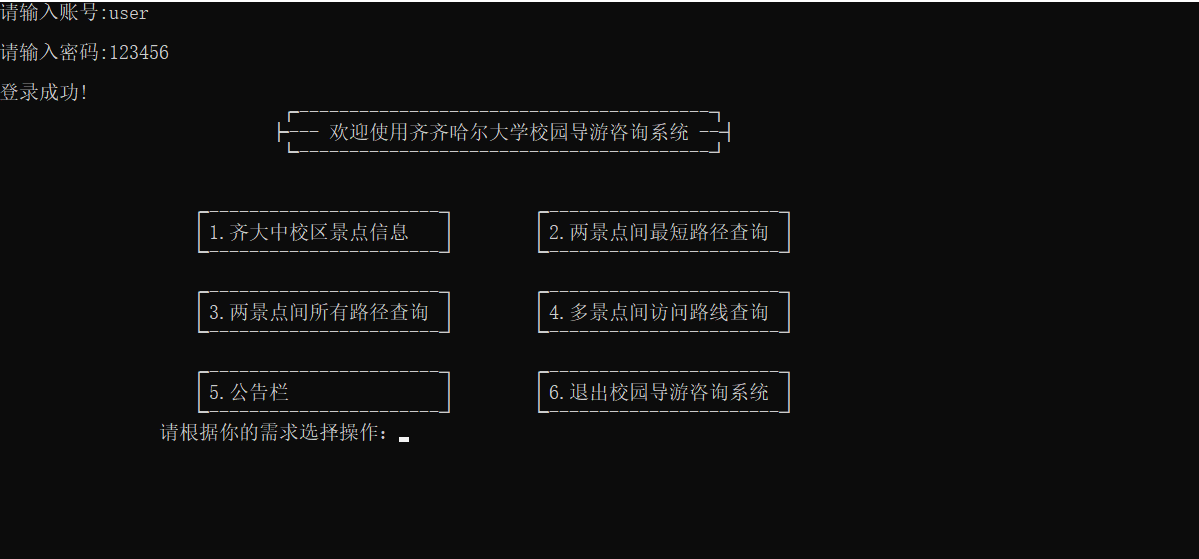 请输入账号:user
请输入密码:123456
登录成功!
--- 欢迎使用齐齐哈尔大学校园导游咨询系统 ---
1.齐大中校区景点信息 2.两景点间最短路径查询
3.两景点间所有路径查询 4.多景点间访问路线查询
5.公告栏 6.退出校园导游咨询系统
请根据你的需求选择操作：